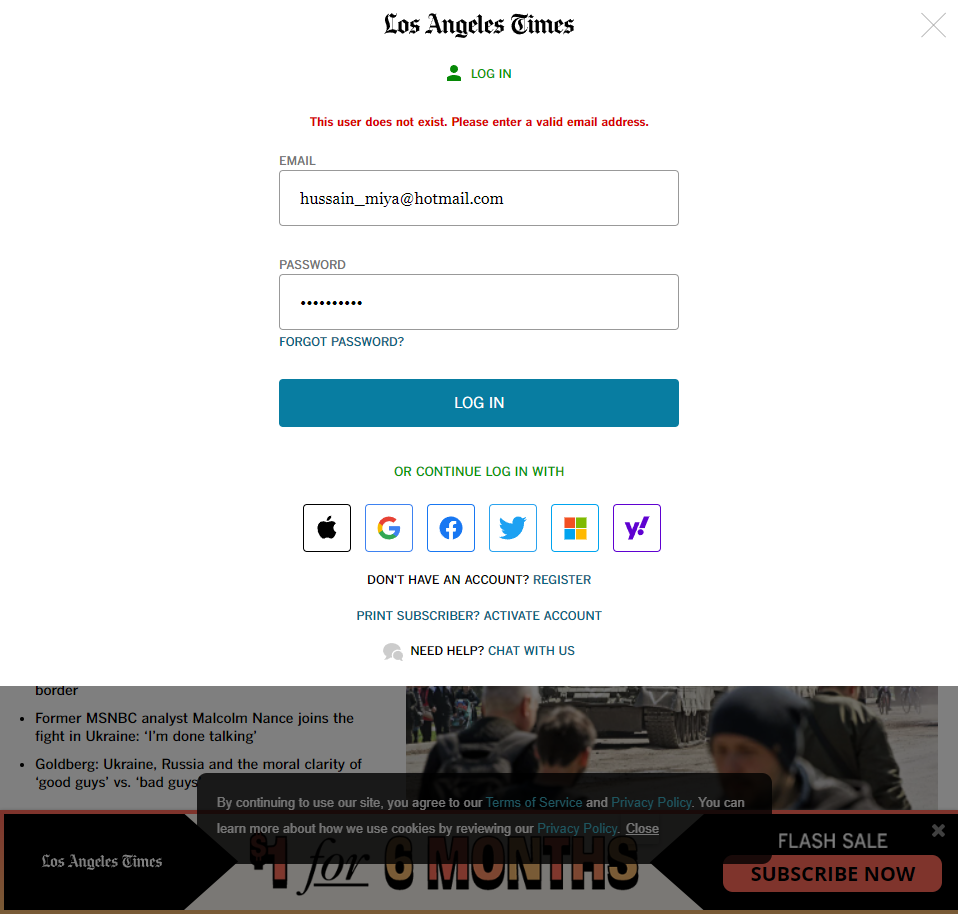 Los Angeles Times
LOG IN
This user does not exist. Please enter a valid email address.
EMAIL
hussain_miya@hotmail.com
PASSWORD
••••••••••
FORGOT PASSWORD?
LOG IN
OR CONTINUE LOG IN WITH
y!
DON'T HAVE AN ACCOUNT? REGISTER
PRINT SUBSCRIBER? ACTIVATE ACCOUNT
NEED HELP? CHAT WITH US
border
• Former MSNBC analyst Malcolm Nance joins the
fight in Ukraine: ‘I’m done talking’
• Goldberg: Ukraine, Russia and the moral clarity of
‘good guys’ vs. ‘bad guys
By continuing to use our site, you agree to our Terms of Service and Privacy Policy. You can
learn more about how we use cookies by reviewing our Privacy Policy. Close
Los Angeles Times
$1 for 6 MONTHS
FLASH SALE
SUBSCRIBE NOW